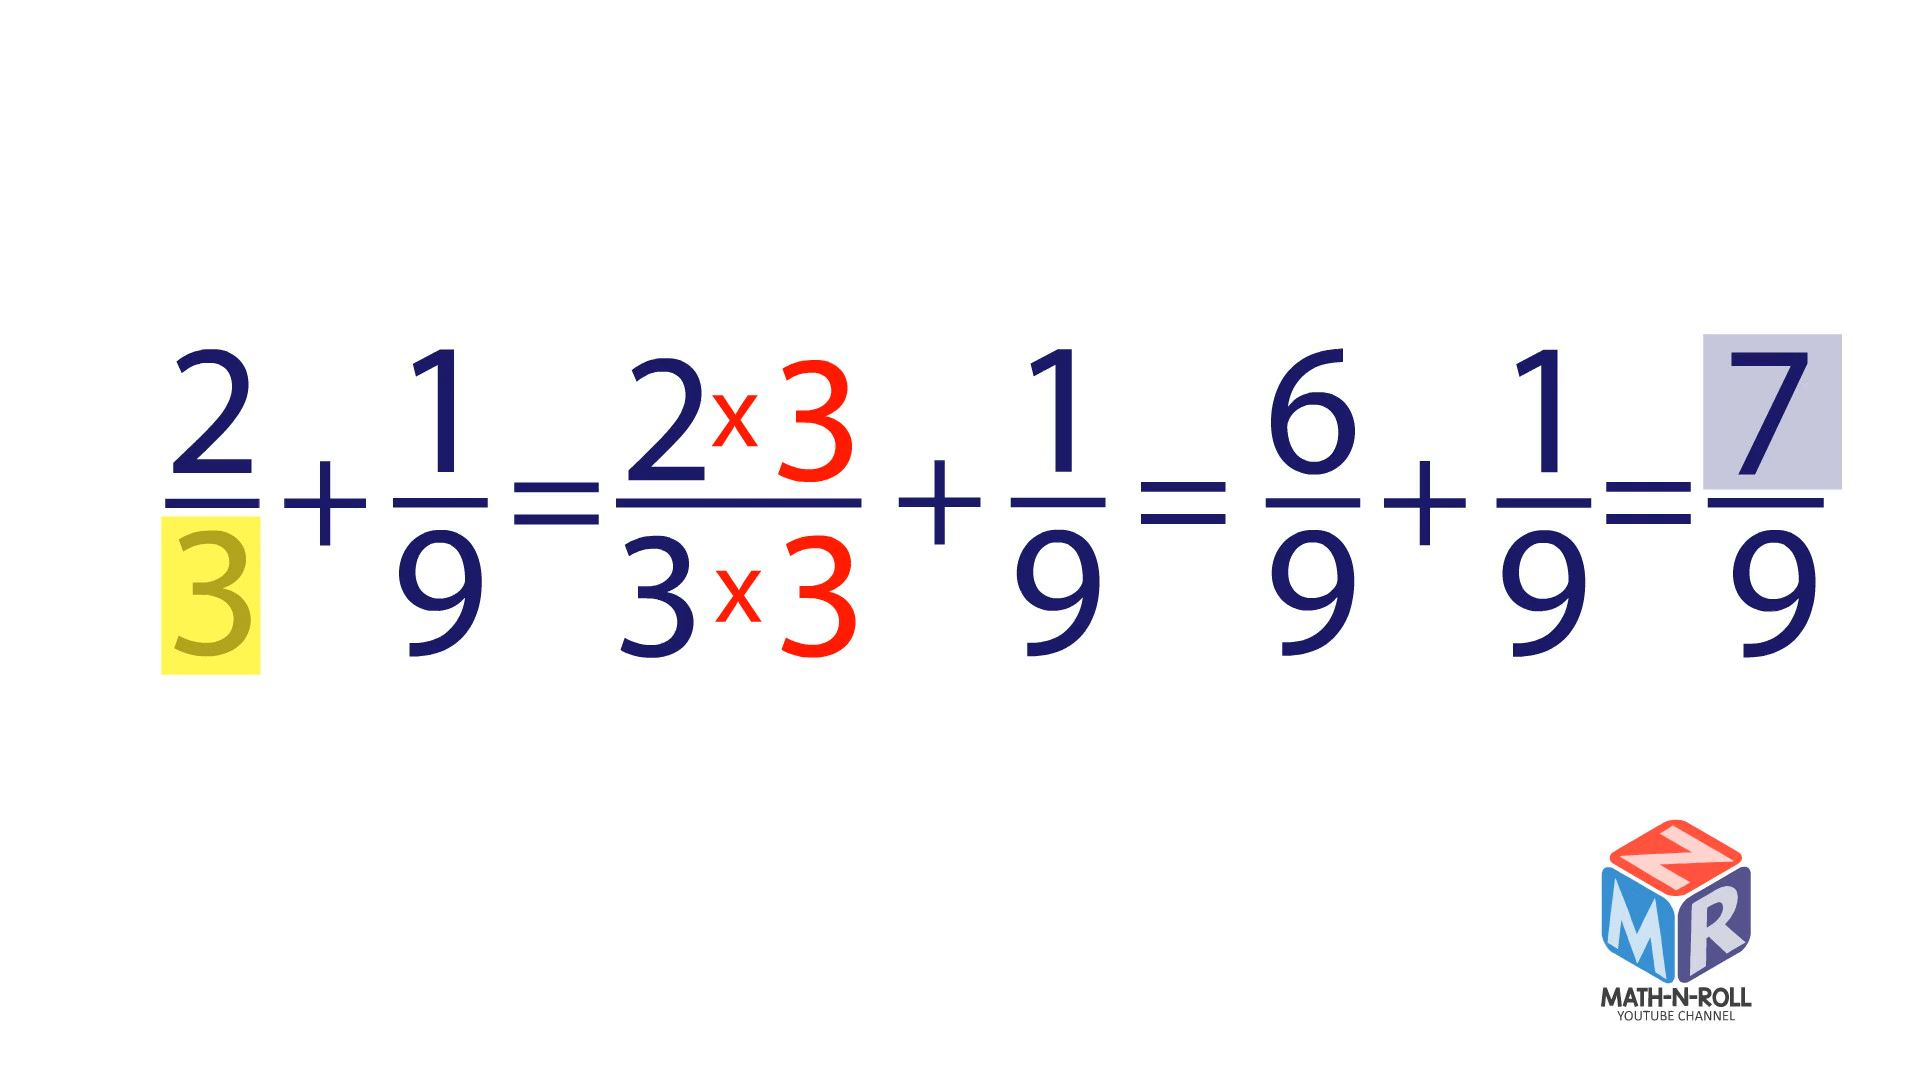 2/3 + 1/9 = 2x3/3x3 + 1/9 = 6/9 + 1/9 = 7/9
N
M R
MATH-N-ROLL
YOUTUBE CHANNEL